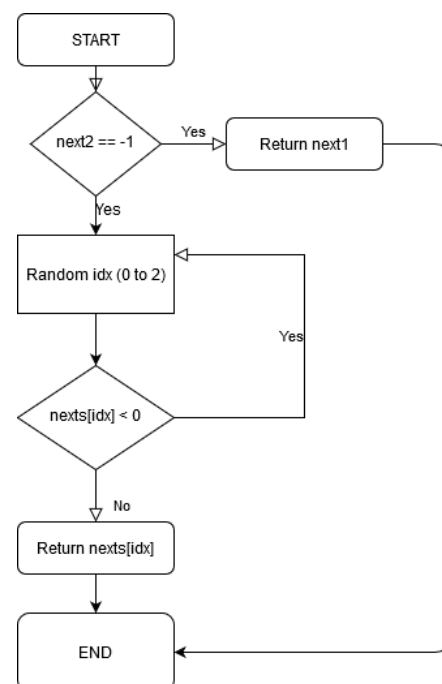 START
next2 == -1
Yes
Return next1
Yes
Random idx (0 to 2)
Yes
nexts[idx] < 0
No
Return nexts[idx]
END